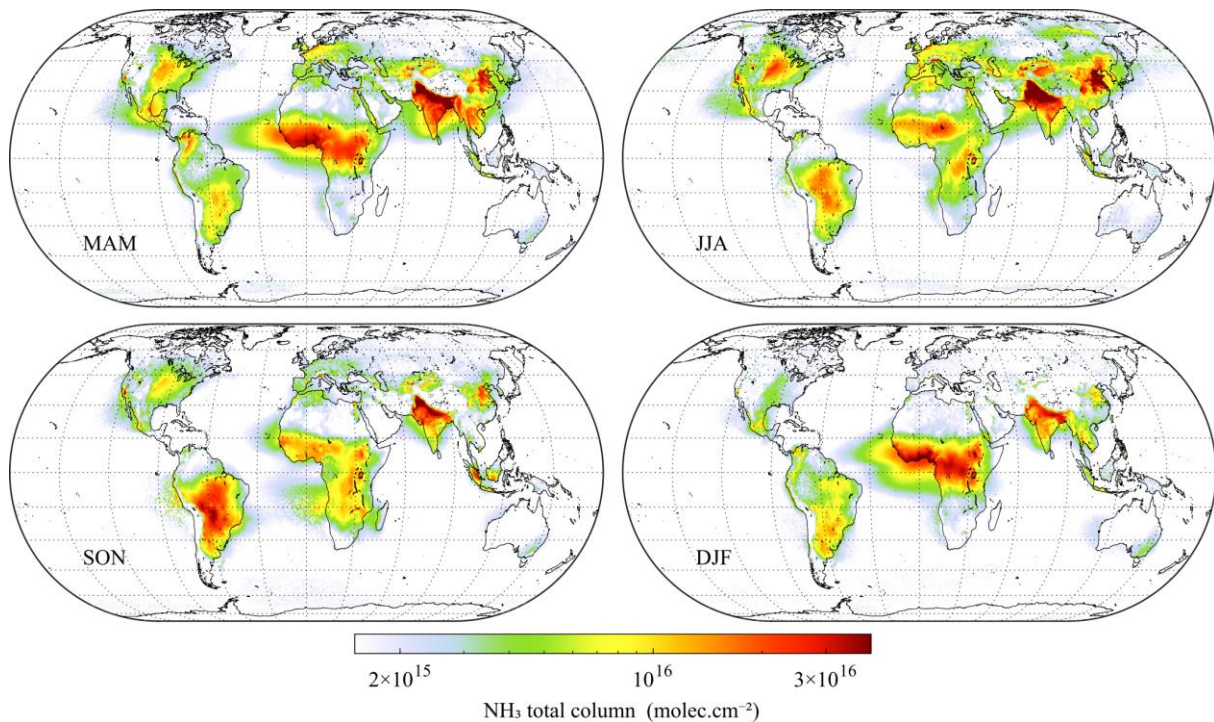 MAM
JJA
SON
DJF
2×10¹⁵ 10¹⁶ 3×10¹⁶
NH₃ total column (molec.cm⁻²)